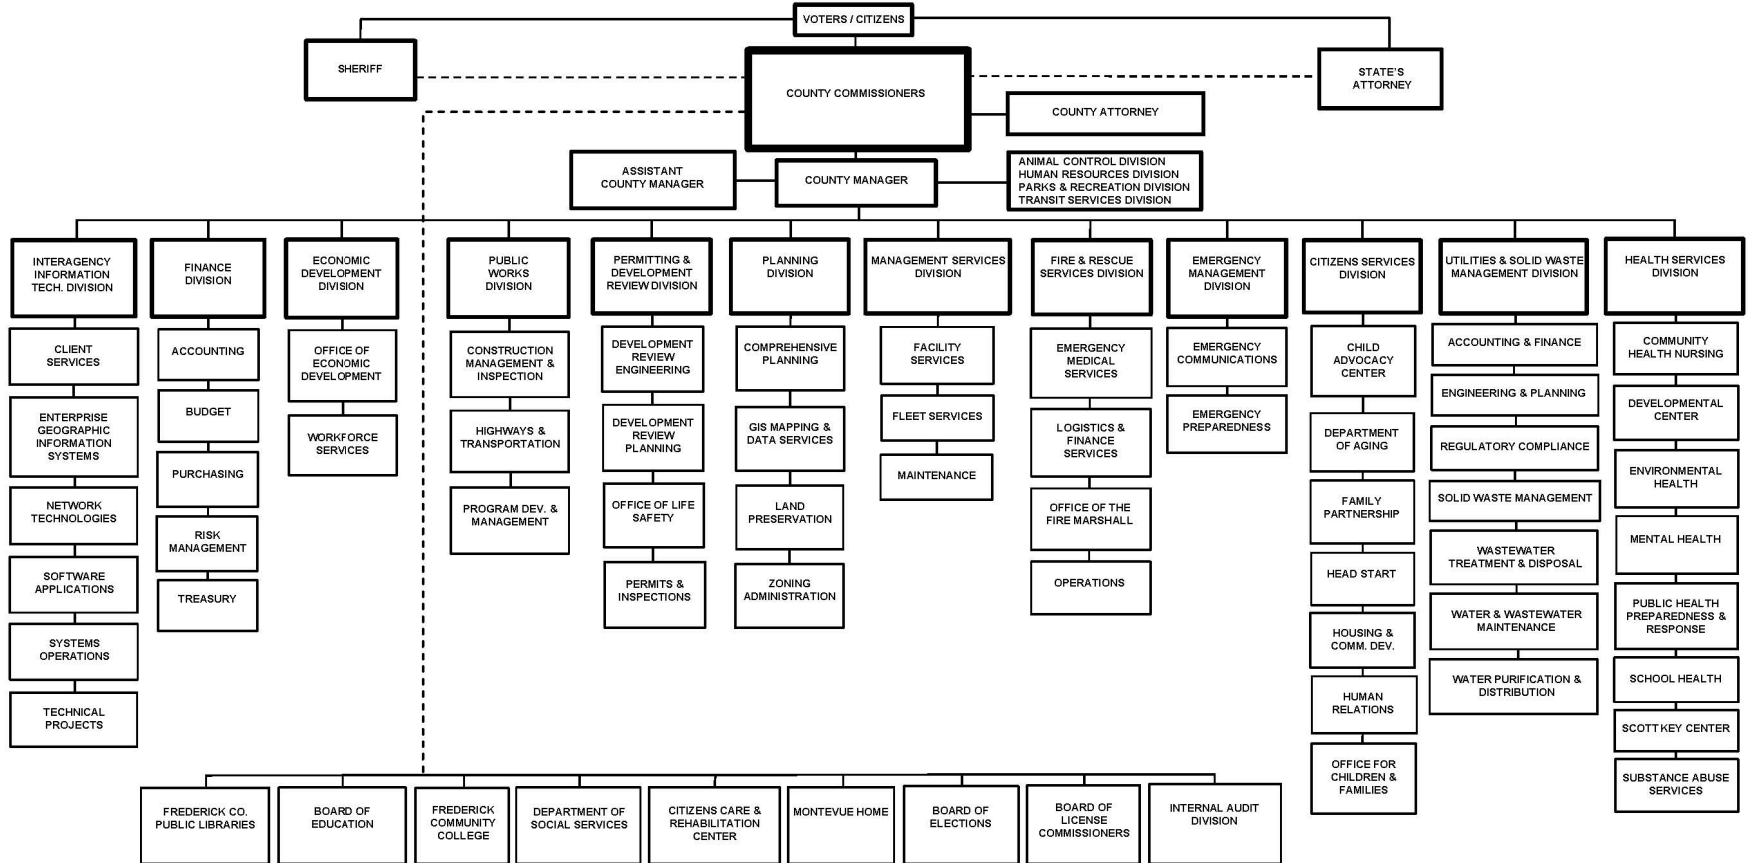 VOTERS / CITIZENS
SHERIFF
STATE'S
ATTORNEY
COUNTY COMMISSIONERS
COUNTY ATTORNEY
ASSISTANT
COUNTY MANAGER
COUNTY MANAGER
ANIMAL CONTROL DIVISION
HUMAN RESOURCES DIVISION
PARKS & RECREATION DIVISION
TRANSIT SERVICES DIVISION
INTERAGENCY
INFORMATION
TECH. DIVISION
CLIENT
SERVICES
ENTERPRISE
GEOGRAPHIC
INFORMATION
SYSTEMS
NETWORK
TECHNOLOGIES
SOFTWARE
APPLICATIONS
SYSTEMS
OPERATIONS
TECHNICAL
PROJECTS
FINANCE
DIVISION
ACCOUNTING
BUDGET
PURCHASING
RISK
MANAGEMENT
TREASURY
ECONOMIC
DEVELOPMENT
DIVISION
OFFICE OF
ECONOMIC
DEVELOPMENT
WORKFORCE
SERVICES
PUBLIC
WORKS
DIVISION
CONSTRUCTION
MANAGEMENT &
INSPECTION
HIGHWAYS &
TRANSPORTATION
PROGRAM DEV. &
MANAGEMENT
PERMITTING &
DEVELOPMENT
REVIEW DIVISION
DEVELOPMENT
REVIEW
ENGINEERING
DEVELOPMENT
REVIEW
PLANNING
OFFICE OF LIFE
SAFETY
PERMITS &
INSPECTIONS
PLANNING
DIVISION
COMPREHENSIVE
PLANNING
GIS MAPPING &
DATA SERVICES
LAND
PRESERVATION
ZONING
ADMINISTRATION
MANAGEMENT SERVICES
DIVISION
FACILITY
SERVICES
FLEET SERVICES
MAINTENANCE
FIRE & RESCUE
SERVICES DIVISION
EMERGENCY
MEDICAL
SERVICES
LOGISTICS &
FINANCE
SERVICES
OFFICE OF THE
FIRE MARSHALL
OPERATIONS
EMERGENCY
MANAGEMENT
DIVISION
EMERGENCY
COMMUNICATIONS
EMERGENCY
PREPAREDNESS
CITIZENS SERVICES
DIVISION
CHILD
ADVOCACY
CENTER
DEPARTMENT
OF AGING
FAMILY
PARTNERSHIP
HEAD START
HOUSING &
COMM. DEV.
HUMAN
RELATIONS
OFFICE FOR
CHILDREN &
FAMILIES
UTILITIES & SOLID WASTE
MANAGEMENT DIVISION
ACCOUNTING & FINANCE
ENGINEERING & PLANNING
REGULATORY COMPLIANCE
SOLID WASTE MANAGEMENT
WASTEWATER
TREATMENT & DISPOSAL
WATER & WASTEWATER
MAINTENANCE
WATER PURIFICATION &
DISTRIBUTION
HEALTH SERVICES
DIVISION
COMMUNITY
HEALTH NURSING
DEVELOPMENTAL
CENTER
ENVIRONMENTAL
HEALTH
MENTAL HEALTH
PUBLIC HEALTH
PREPAREDNESS &
RESPONSE
SCHOOL HEALTH
SCOTT KEY CENTER
SUBSTANCE ABUSE
SERVICES
FREDERICK CO.
PUBLIC LIBRARIES
BOARD OF
EDUCATION
FREDERICK
COMMUNITY
COLLEGE
DEPARTMENT OF
SOCIAL SERVICES
CITIZENS CARE &
REHABILITATION
CENTER
MONTEVUE HOME
BOARD OF
ELECTIONS
BOARD OF
LICENSE
COMMISSIONERS
INTERNAL AUDIT
DIVISION